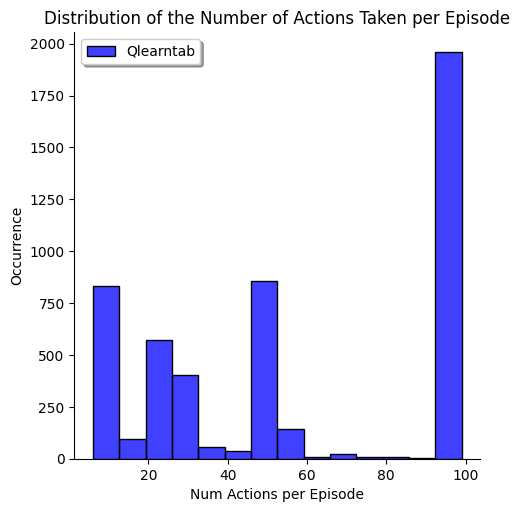 Distribution of the Number of Actions Taken per Episode
Qlearntab
2000
1750
1500
1250
1000
750
500
250
0
Occurrence
20 40 60 80 100
Num Actions per Episode